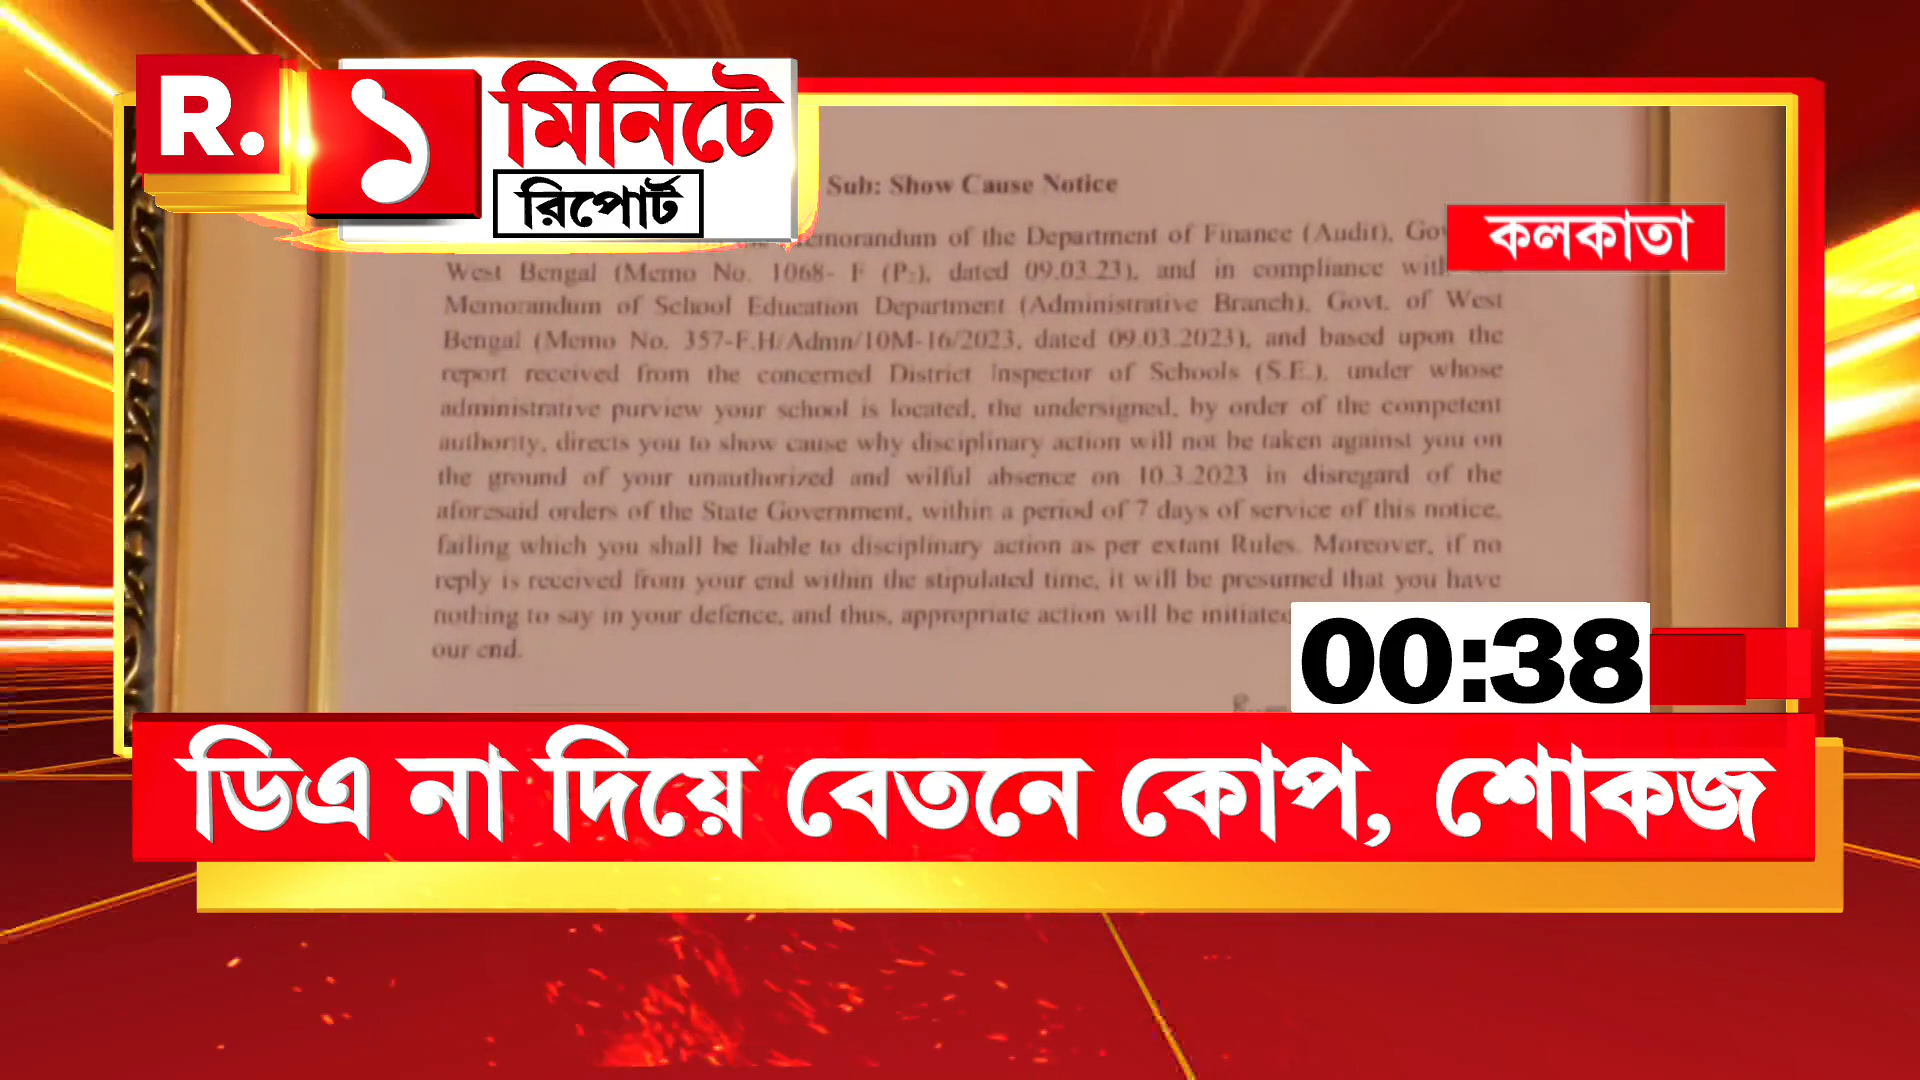 R.
১
মিনিটে
রিপোর্ট
Sub: Show Cause Notice
কলকাতা
Memorandum of the Department of Finance (Audit),
West Bengal (Memo No. 1068- F (P₂), dated 09.03.23), and in compliance with
Memorandum of School Education Department (Administrative Branch), Govt. of West
Bengal (Memo No. 357-F.H/Admn/10M-16/2023, dated 09.03.2023), and based upon the
report received from the concerned District Inspector of Schools (S.E.), under whose
administrative purview your school is located, the undersigned, by order of the competent
authority, directs you to show cause why disciplinary action will not be taken against you on
the ground of your unauthorized and wilful absence on 10.3.2023 in disregard of the
aforesaid orders of the State Government, within a period of 7 days of service of this notice,
failing which you shall be liable to disciplinary action as per extant Rules. Moreover, if no
reply is received from your end within the stipulated time, it will be presumed that you have
nothing to say in your defence, and thus, appropriate action will be initiated
our end.
00:38
ডিএ না দিয়ে বেতনে কোপ, শোকজ